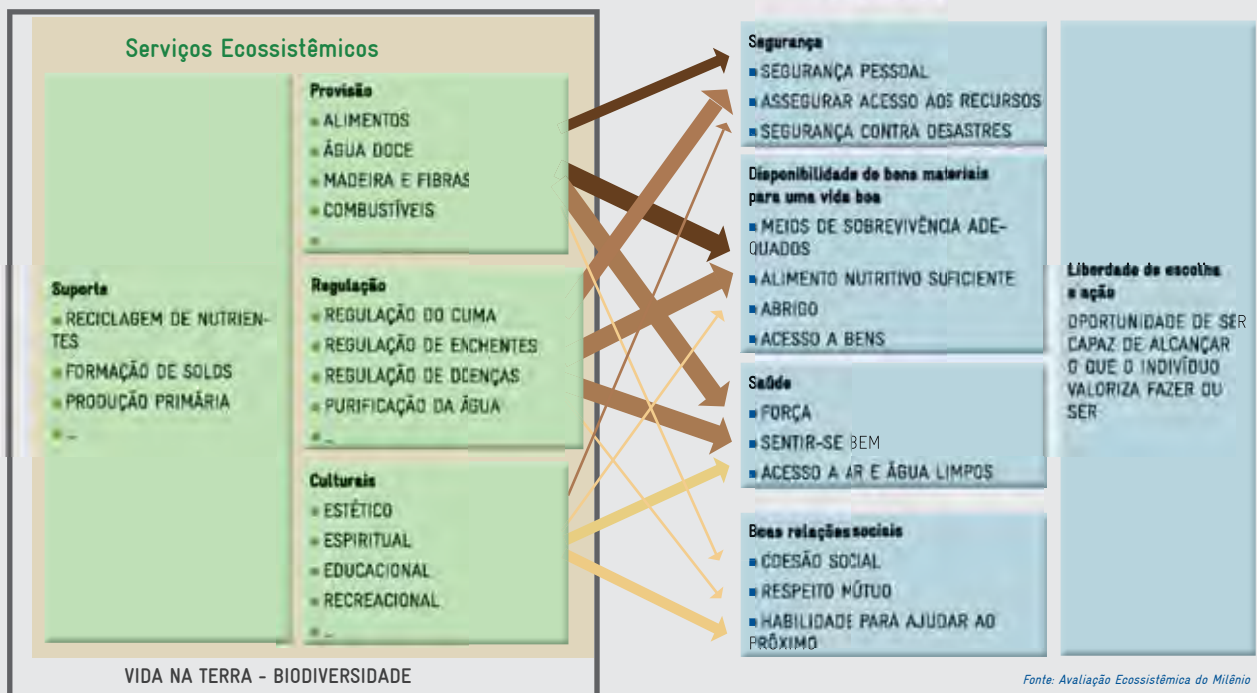 Serviços Ecossistêmicos
Suporte
RECICLAGEM DE NUTRIEN-
TES
FORMAÇÃO DE SOLOS
PRODUÇÃO PRIMÁRIA
...
Provisão
ALIMENTOS
ÁGUA DOCE
MADEIRA E FIBRAS
COMBUSTÍVEIS
...
Regulação
REGULAÇÃO DO CLIMA
REGULAÇÃO DE ENCHENTES
REGULAÇÃO DE DOENÇAS
PURIFICAÇÃO DA ÁGUA
...
Culturais
ESTÉTICO
ESPIRITUAL
EDUCACIONAL
RECREACIONAL
...
VIDA NA TERRA - BIODIVERSIDADE
Segurança
SEGURANÇA PESSOAL
ASSEGURAR ACESSO AOS RECURSOS
SEGURANÇA CONTRA DESASTRES
Disponibilidade de bens materiais
para uma vida boa
MEIOS DE SOBREVIVÊNCIA ADE-
QUADOS
ALIMENTO NUTRITIVO SUFICIENTE
ABRIGO
ACESSO A BENS
Saúde
FORÇA
SENTIR-SE BEM
ACESSO A AR E ÁGUA LIMPOS
Boas relações sociais
COESÃO SOCIAL
RESPEITO MÚTUO
HABILIDADE PARA AJUDAR AO
PRÓXIMO
Liberdade de escolha
e ação
OPORTUNIDADE DE SER
CAPAZ DE ALCANÇAR
O QUE O INDIVÍDUO
VALORIZA FAZER OU
SER
Fonte: Avaliação Ecossistêmica do Milênio